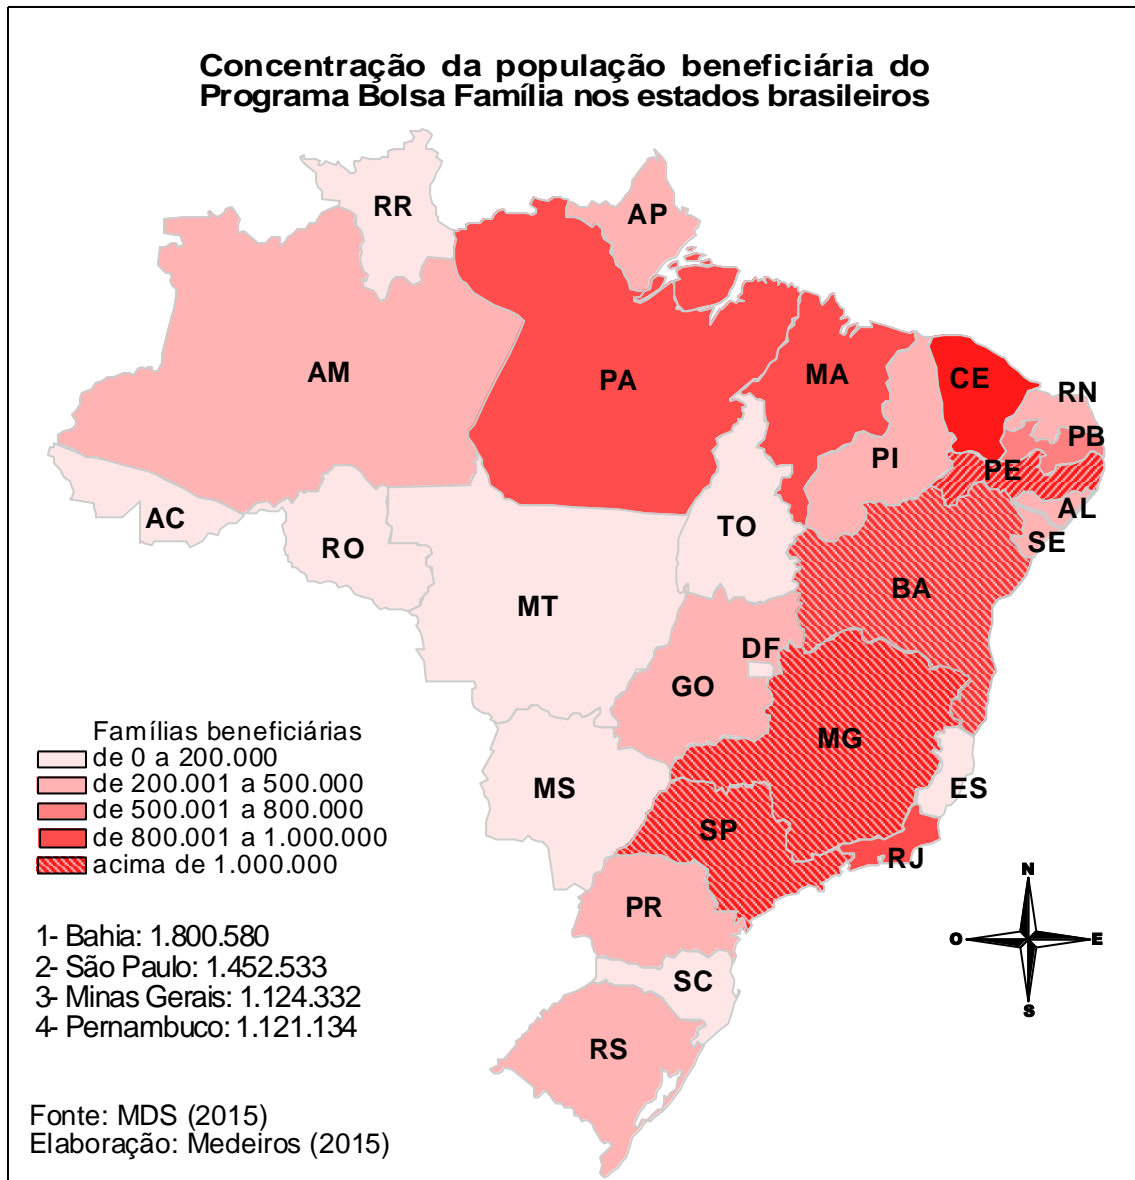 Concentração da população beneficiária do
Programa Bolsa Família nos estados brasileiros
RR
AP
AM
PA
MA
CE
RN
PB
PI
PE
AL
AC
RO
TO
SE
BA
MT
DF
GO
MG
MS
ES
SP
RJ
PR
SC
RS
Famílias beneficiárias
de 0 a 200.000
de 200.001 a 500.000
de 500.001 a 800.000
de 800.001 a 1.000.000
acima de 1.000.000
N
O
E
S
1- Bahia: 1.800.580
2- São Paulo: 1.452.533
3- Minas Gerais: 1.124.332
4- Pernambuco: 1.121.134
Fonte: MDS (2015)
Elaboração: Medeiros (2015)